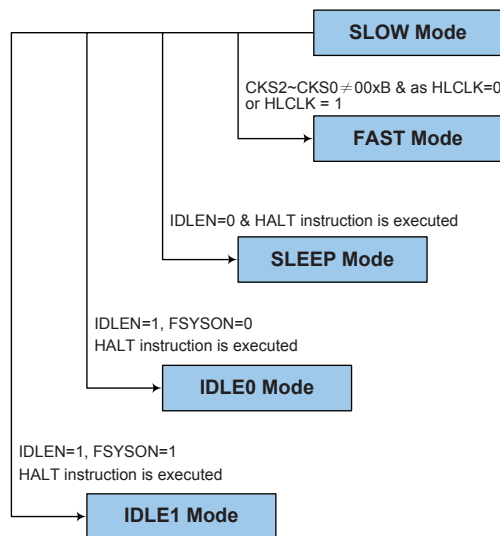 SLOW Mode
CKS2~CKS0≠00xB & as HLCLK=0
or HLCLK = 1
FAST Mode
IDLEN=0 & HALT instruction is executed
SLEEP Mode
IDLEN=1, FSYSON=0
HALT instruction is executed
IDLE0 Mode
IDLEN=1, FSYSON=1
HALT instruction is executed
IDLE1 Mode